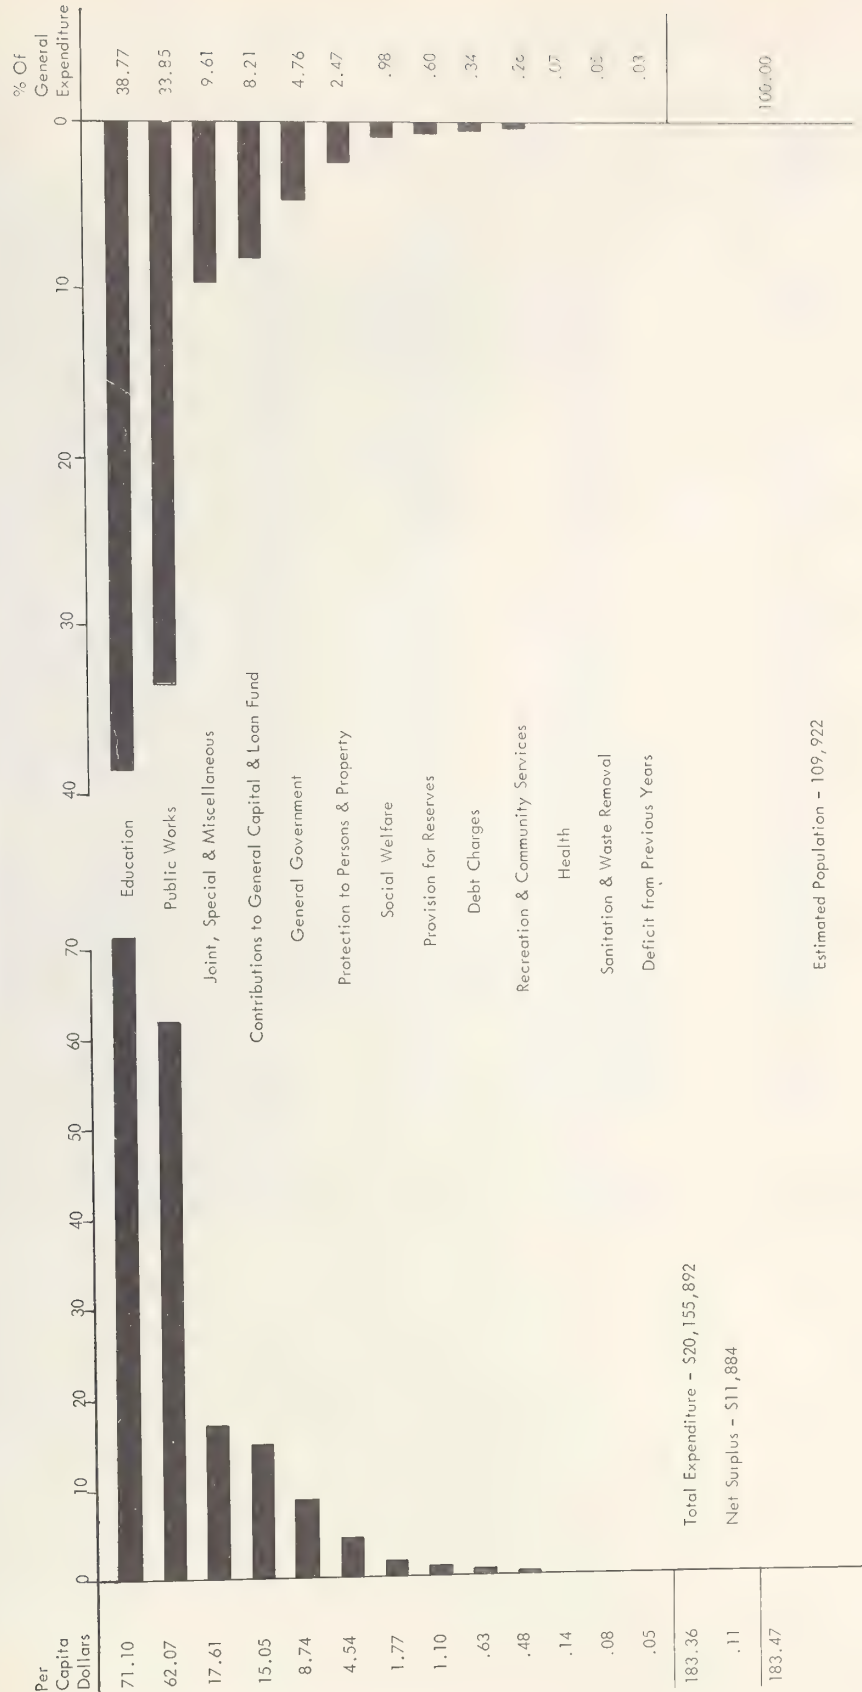 Per
Capita
Dollars
0 10 20 30 40 50 60 70
40 30 20 10 0
% Of
General
Expenditure
71.10 Education 38.77
62.07 Public Works 33.85
17.61 Joint, Special & Miscellaneous 9.61
15.05 Contributions to General Capital & Loan Fund 8.21
8.74 General Government 4.76
4.54 Protection to Persons & Property 2.47
1.77 Social Welfare .98
1.10 Provision for Reserves .60
.63 Debt Charges .34
.48 Recreation & Community Services .26
.14 Health .07
.08 Sanitation & Waste Removal
.05 Deficit from Previous Years .03
183.36 Total Expenditure - $20,155,892
.11 Net Surplus - $11,884
183.47 100.00
Estimated Population - 109,922